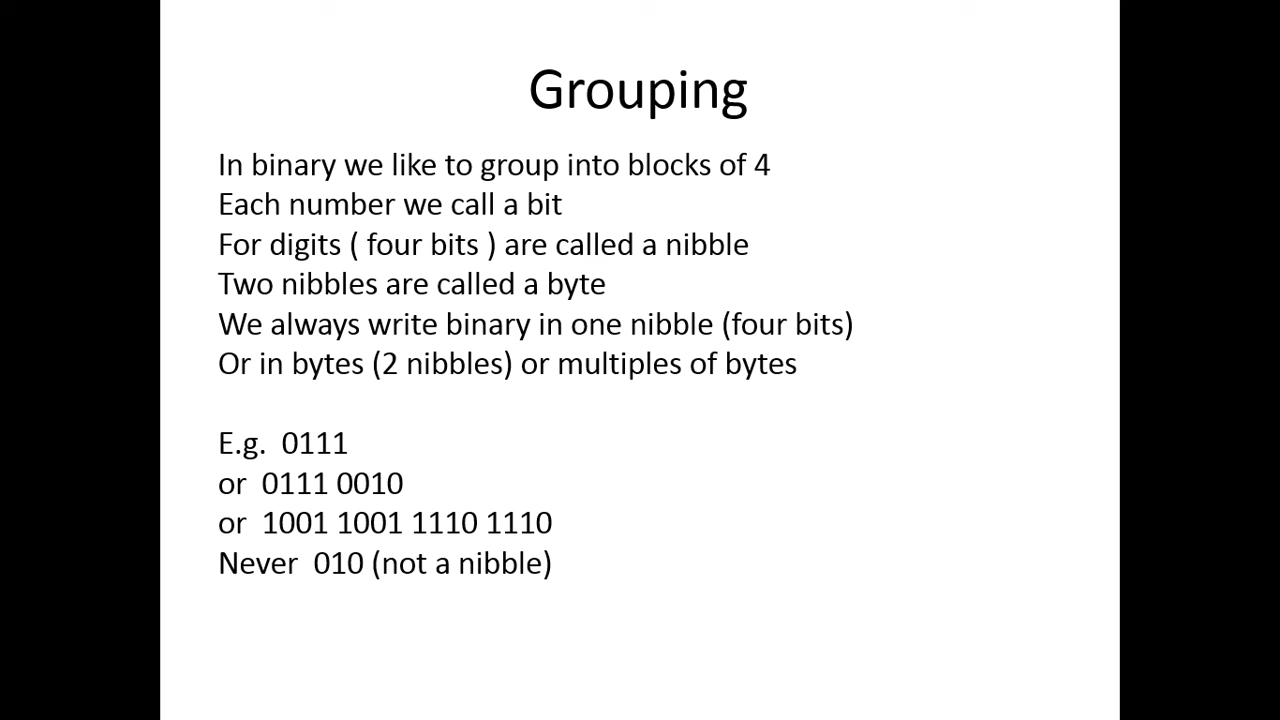 Grouping
In binary we like to group into blocks of 4
Each number we call a bit
For digits ( four bits ) are called a nibble
Two nibbles are called a byte
We always write binary in one nibble (four bits)
Or in bytes (2 nibbles) or multiples of bytes
E.g.  0111
or  0111 0010
or  1001 1001 1110 1110
Never  010 (not a nibble)